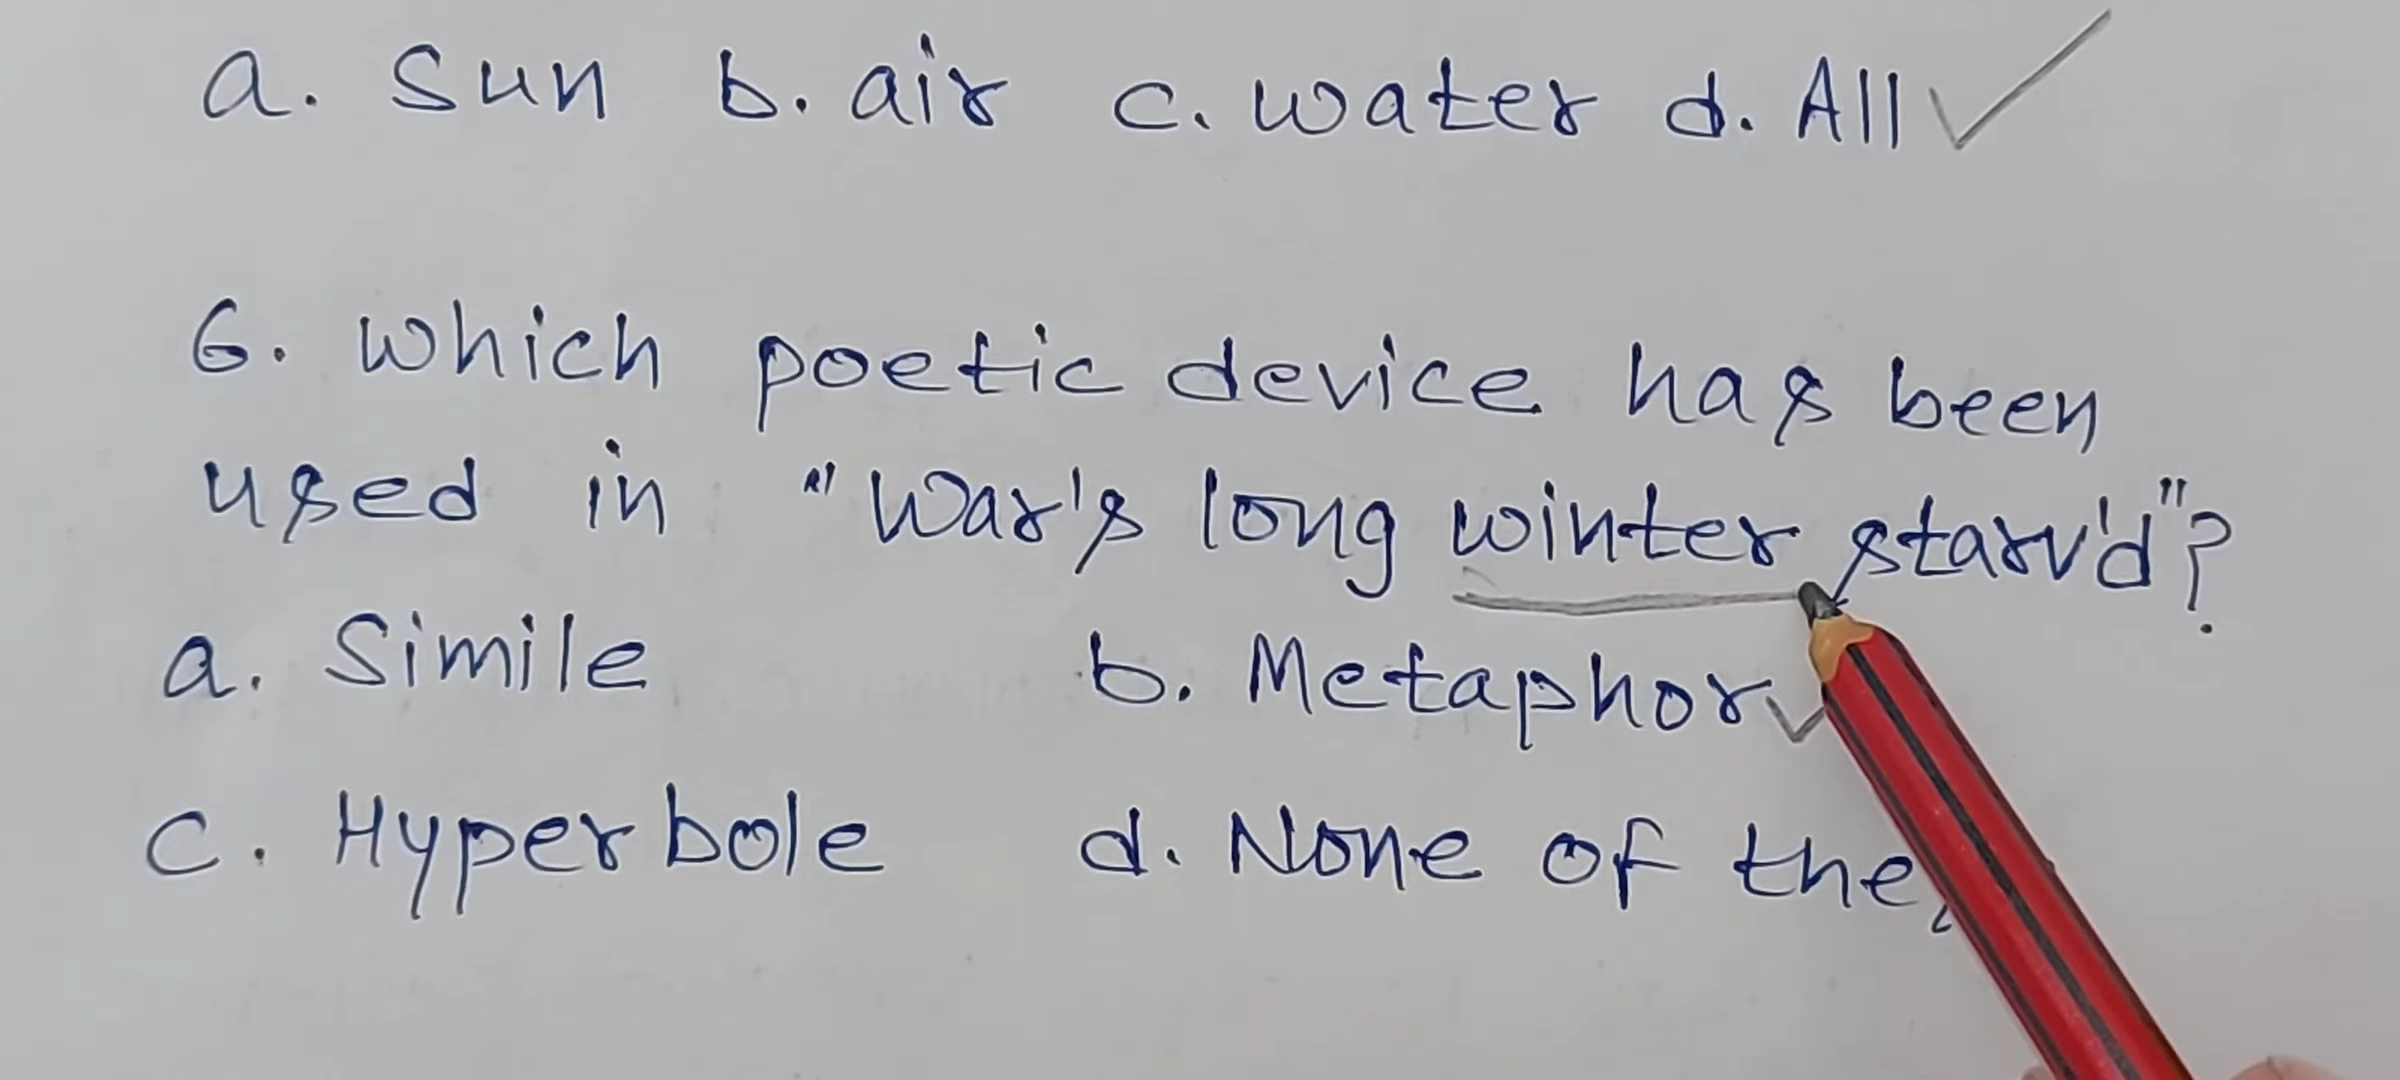 a. Sun b. air c. water d. All ✓
6. Which poetic device has been
used in "War's long winter starv'd"?
a. Simile b. Metaphor ✓
c. Hyperbole d. None of